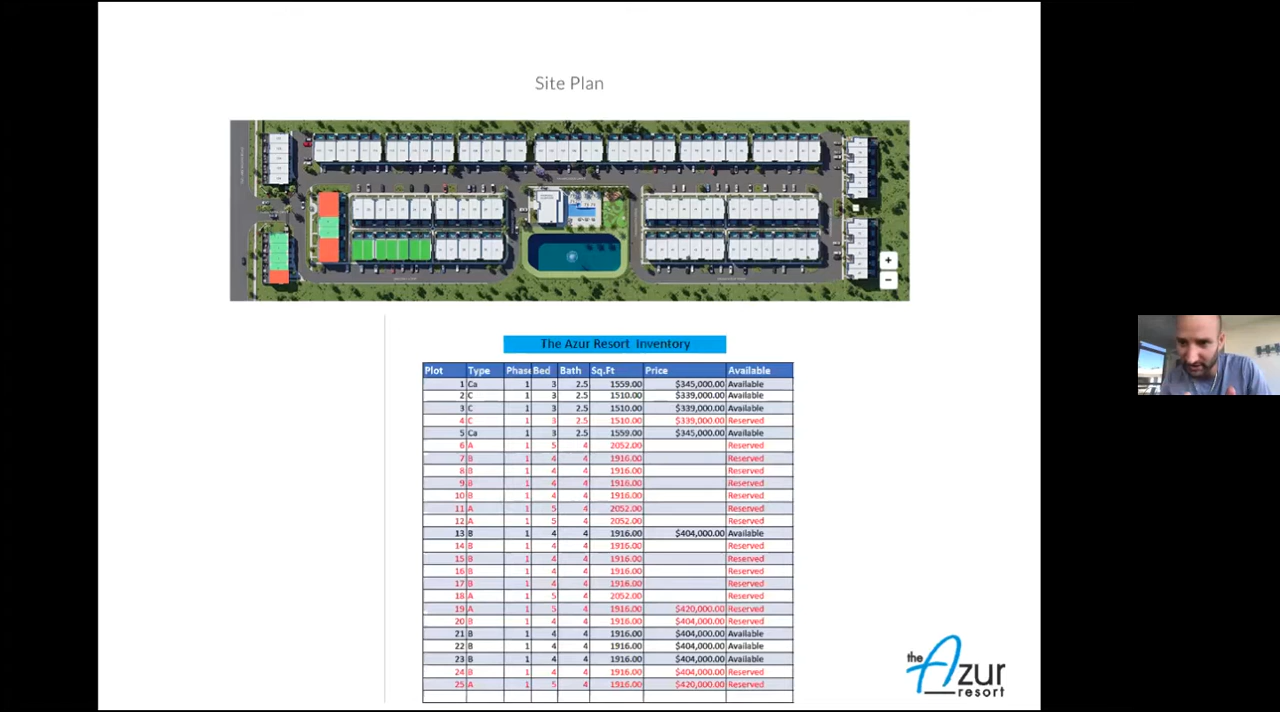 Site Plan
+
−
The Azur Resort Inventory
Plot Type Phase Bed Bath Sq.Ft Price Available
1 Ca 1 3 2.5 1559.00 $345,000.00 Available
2 C 1 3 2.5 1510.00 $339,000.00 Available
3 C 1 3 2.5 1510.00 $339,000.00 Available
4 C 1 3 2.5 1510.00 $339,000.00 Reserved
5 Ca 1 3 2.5 1559.00 $345,000.00 Available
6 A 1 5 4 2052.00 Reserved
7 B 1 4 4 1916.00 Reserved
8 B 1 4 4 1916.00 Reserved
9 B 1 4 4 1916.00 Reserved
10 B 1 4 4 1916.00 Reserved
11 A 1 5 4 2052.00 Reserved
12 A 1 5 4 2052.00 Reserved
13 B 1 4 4 1916.00 $404,000.00 Available
14 B 1 4 4 1916.00 Reserved
15 B 1 4 4 1916.00 Reserved
16 B 1 4 4 1916.00 Reserved
17 B 1 4 4 1916.00 Reserved
18 A 1 5 4 2052.00 Reserved
19 A 1 5 4 1916.00 $420,000.00 Reserved
20 B 1 4 4 1916.00 $404,000.00 Reserved
21 B 1 4 4 1916.00 $404,000.00 Available
22 B 1 4 4 1916.00 $404,000.00 Available
23 B 1 4 4 1916.00 $404,000.00 Available
24 B 1 4 4 1916.00 $404,000.00 Reserved
25 A 1 5 4 1916.00 $420,000.00 Reserved
the Azur
resort